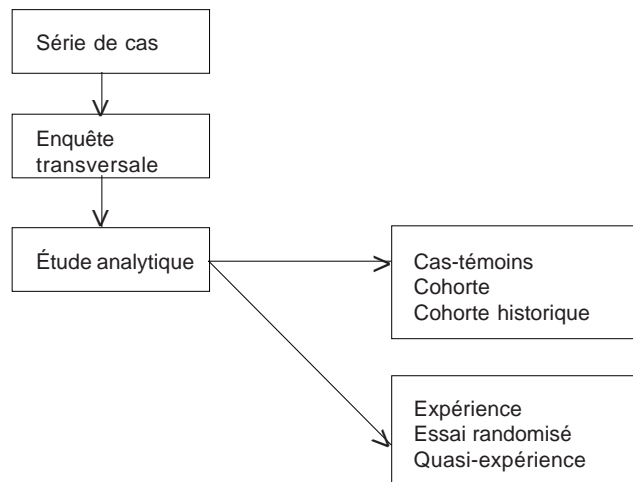 Série de cas
Enquête
transversale
Étude analytique
Cas-témoins
Cohorte
Cohorte historique
Expérience
Essai randomisé
Quasi-expérience